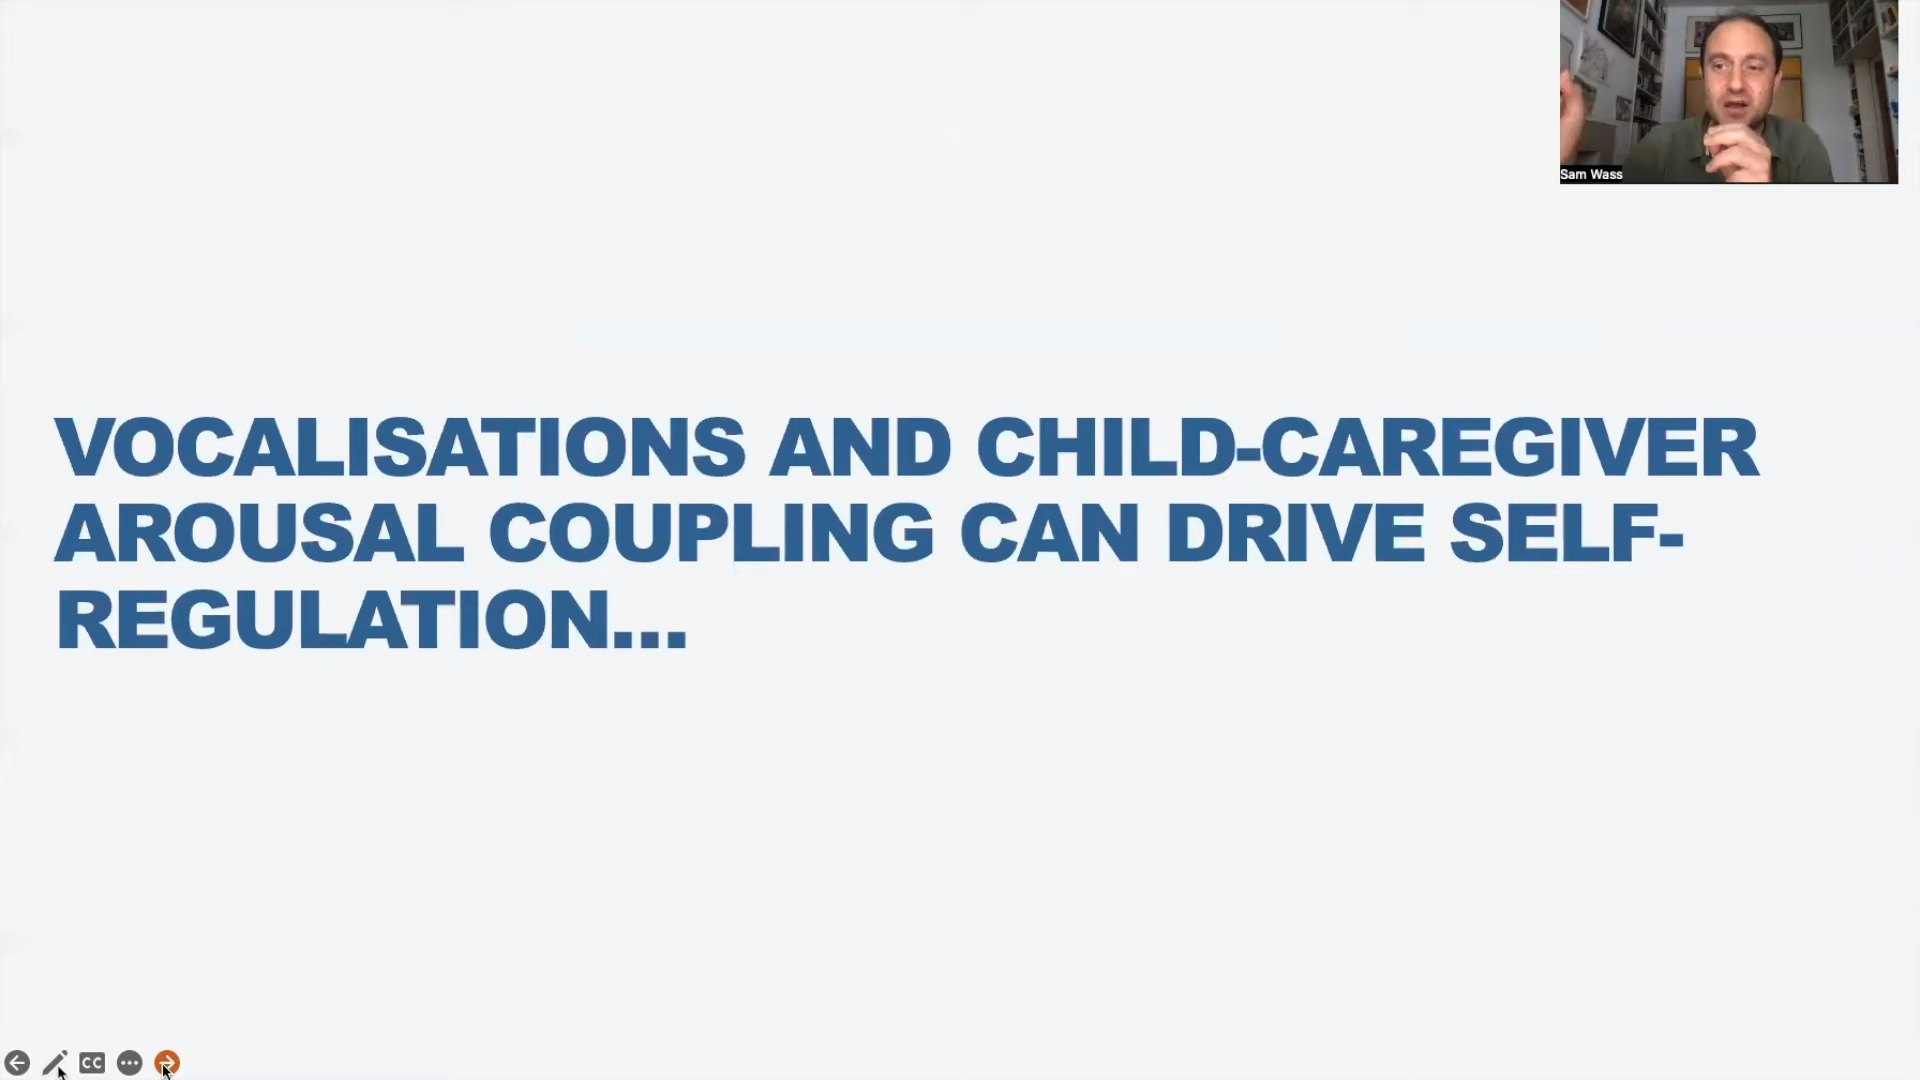 Sam Wass
VOCALISATIONS AND CHILD-CAREGIVER
AROUSAL COUPLING CAN DRIVE SELF-
REGULATION...
CC